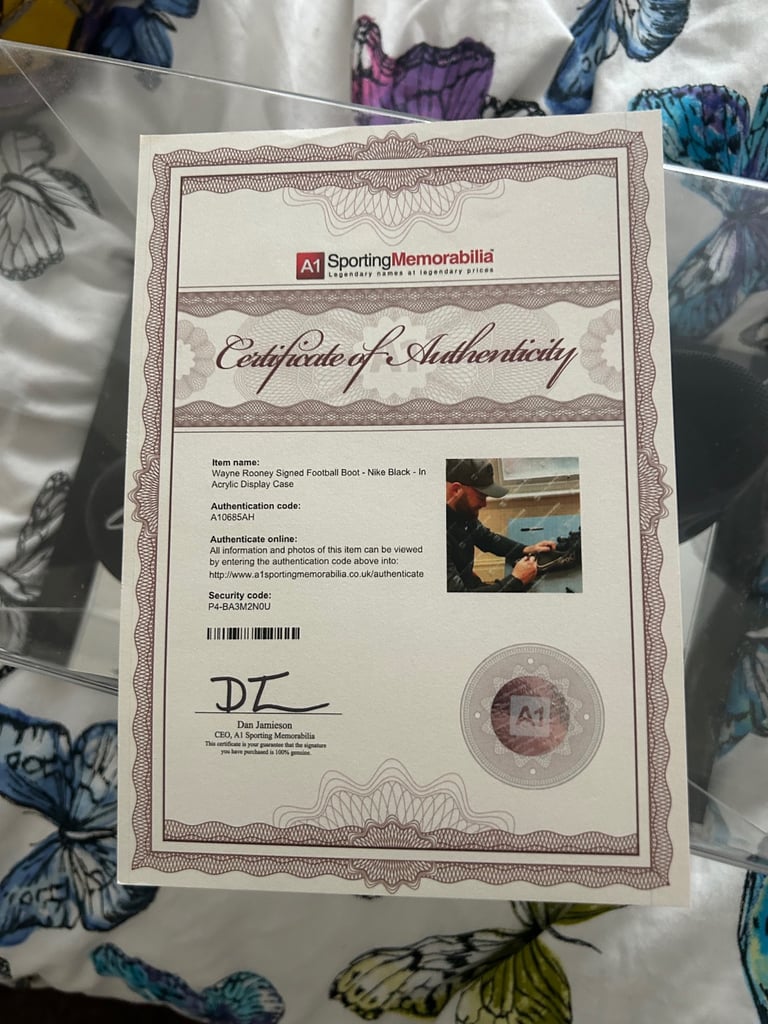 A1 SportingMemorabilia™
Legendary names at legendary prices
Certificate of Authenticity
Item name:
Wayne Rooney Signed Football Boot - Nike Black - In
Acrylic Display Case
Authentication code:
A10685AH
Authenticate online:
All information and photos of this item can be viewed
by entering the authentication code above into:
http://www.a1sportingmemorabilia.co.uk/authenticate
Security code:
P4-BA3M2N0U
Dan Jamieson
CEO, A1 Sporting Memorabilia
This certificate is your guarantee that the signature
you have purchased is 100% genuine.
A1